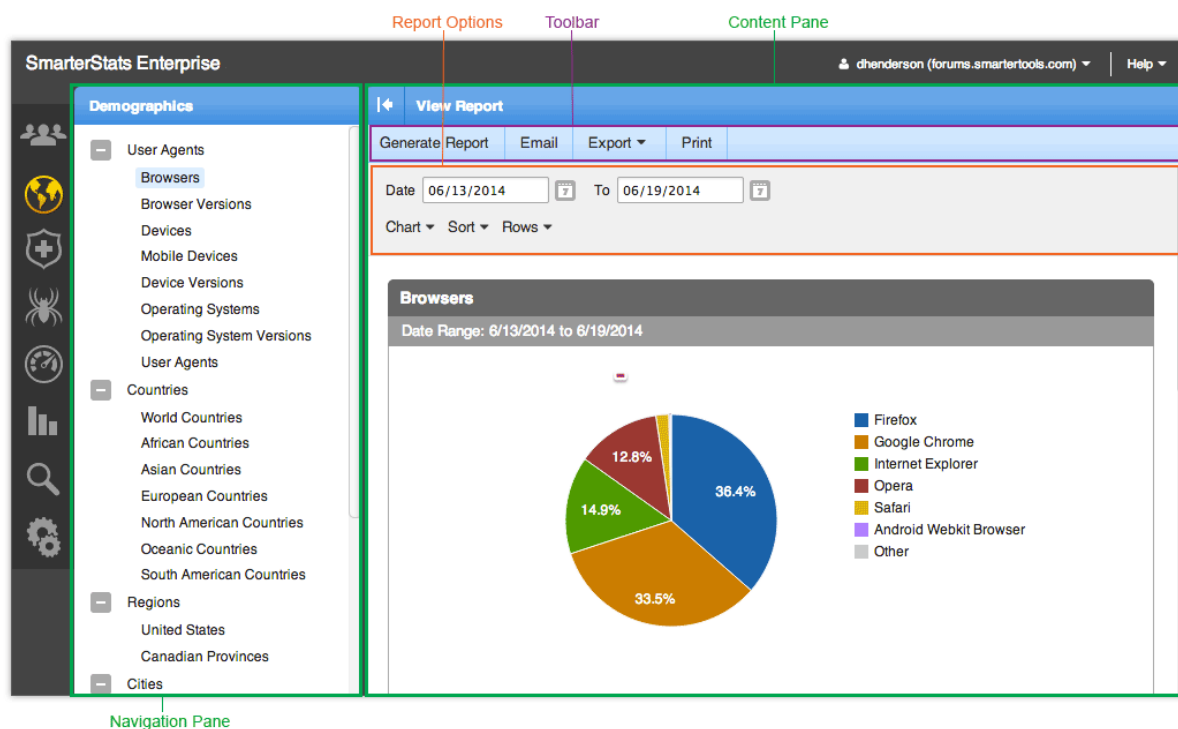 Report Options Toolbar Content Pane
SmarterStats Enterprise dhenderson (forums.smartertools.com) Help
Demographics
User Agents
Browsers
Browser Versions
Devices
Mobile Devices
Device Versions
Operating Systems
Operating System Versions
User Agents
Countries
World Countries
African Countries
Asian Countries
European Countries
North American Countries
Oceanic Countries
South American Countries
Regions
United States
Canadian Provinces
Cities
View Report
Generate Report Email Export Print
Date 06/13/2014 7 To 06/19/2014 7
Chart Sort Rows
Browsers
Date Range: 6/13/2014 to 6/19/2014
12.8%
36.4%
14.9%
33.5%
Firefox
Google Chrome
Internet Explorer
Opera
Safari
Android Webkit Browser
Other
Navigation Pane